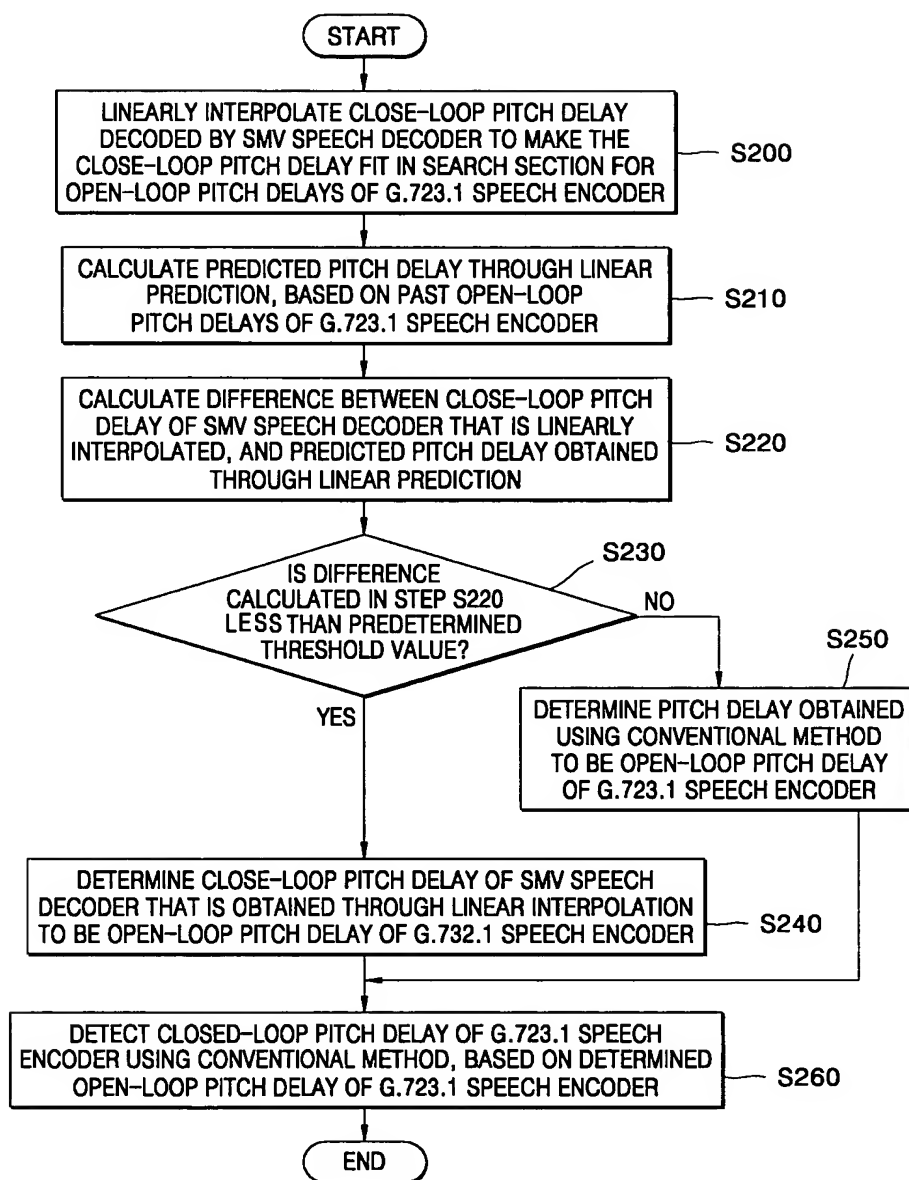 START
LINEARLY INTERPOLATE CLOSE-LOOP PITCH DELAY
DECODED BY SMV SPEECH DECODER TO MAKE THE
CLOSE-LOOP PITCH DELAY FIT IN SEARCH SECTION FOR
OPEN-LOOP PITCH DELAYS OF G.723.1 SPEECH ENCODER
S200
CALCULATE PREDICTED PITCH DELAY THROUGH LINEAR
PREDICTION, BASED ON PAST OPEN-LOOP
PITCH DELAYS OF G.723.1 SPEECH ENCODER
S210
CALCULATE DIFFERENCE BETWEEN CLOSE-LOOP PITCH
DELAY OF SMV SPEECH DECODER THAT IS LINEARLY
INTERPOLATED, AND PREDICTED PITCH DELAY OBTAINED
THROUGH LINEAR PREDICTION
S220
IS DIFFERENCE
CALCULATED IN STEP S220
LESS THAN PREDETERMINED
THRESHOLD VALUE?
S230
NO
YES
S250
DETERMINE PITCH DELAY OBTAINED
USING CONVENTIONAL METHOD
TO BE OPEN-LOOP PITCH DELAY
OF G.723.1 SPEECH ENCODER
DETERMINE CLOSE-LOOP PITCH DELAY OF SMV SPEECH
DECODER THAT IS OBTAINED THROUGH LINEAR INTERPOLATION
TO BE OPEN-LOOP PITCH DELAY OF G.732.1 SPEECH ENCODER
S240
DETECT CLOSED-LOOP PITCH DELAY OF G.723.1 SPEECH
ENCODER USING CONVENTIONAL METHOD, BASED ON DETERMINED
OPEN-LOOP PITCH DELAY OF G.723.1 SPEECH ENCODER
S260
END